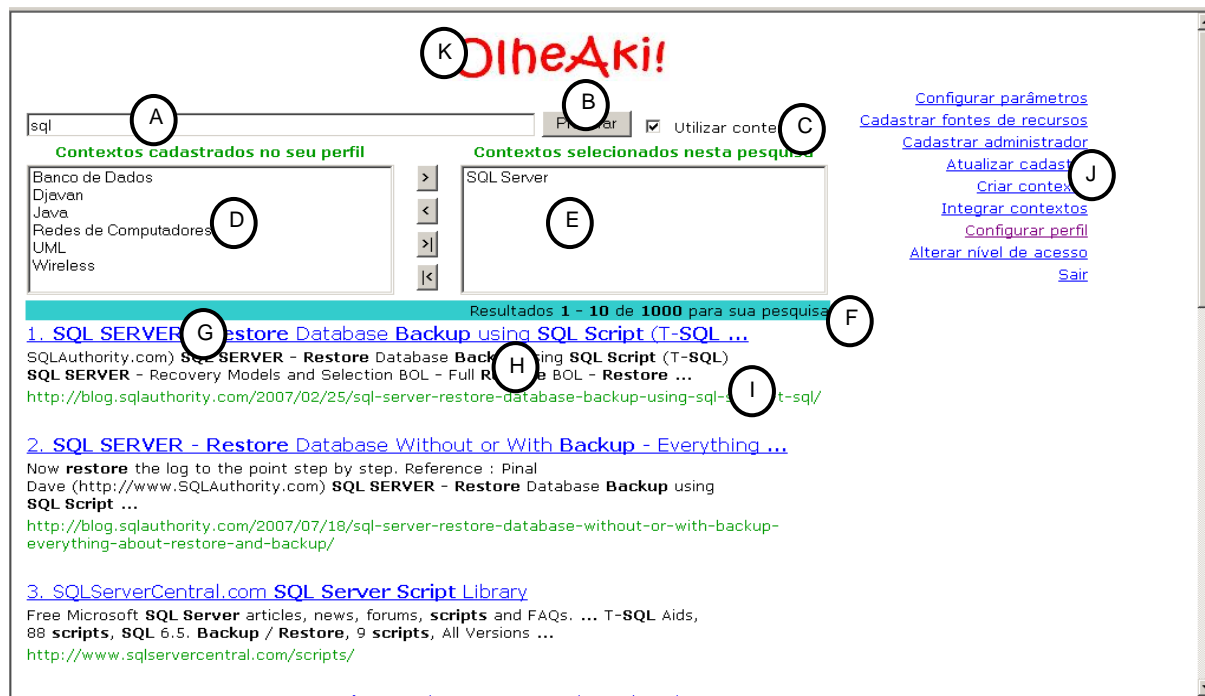 K OlheAki!
A B C
sql Utilizar
Contextos cadastrados no seu perfil
Contextos selecionados nesta pesquisa
Banco de Dados
Djavan
Java
Redes de Computadores
UML
Wireless
D
>
<
>|
|<
SQL Server
E
Configurar parâmetros
Cadastrar fontes de recursos
Cadastrar administrador
Atualizar
Criar
J
Integrar contextos
Configurar perfil
Alterar nível de acesso
Sair
Resultados 1 - 10 de 1000 para sua pesquisa
F
1. SQL SERVER - Restore Database Backup using SQL Script (T-SQL ...
G
SQLAuthority.com) SQL SERVER - Restore Database Backup using SQL Script (T-SQL)
SQL SERVER - Recovery Models and Selection BOL - Full BOL - Restore ...
H
http://blog.sqlauthority.com/2007/02/25/sql-server-restore-database-backup-using-sql-script-t-sql/
I
2. SQL SERVER - Restore Database Without or With Backup - Everything ...
Now restore the log to the point step by step. Reference : Pinal
Dave (http://www.SQLAuthority.com) SQL SERVER - Restore Database Backup using
SQL Script ...
http://blog.sqlauthority.com/2007/07/18/sql-server-restore-database-without-or-with-backup-
everything-about-restore-and-backup/
3. SQLServerCentral.com SQL Server Script Library
Free Microsoft SQL Server articles, news, forums, scripts and FAQs. ... T-SQL Aids,
88 scripts, SQL 6.5. Backup / Restore, 9 scripts, All Versions ...
http://www.sqlservercentral.com/scripts/